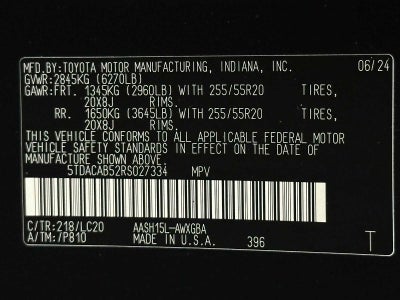 MFD.BY:TOYOTA MOTOR MANUFACTURING, INDIANA, INC. 06/24
GVWR:2845KG (6270LB)
GAWR:FRT. 1345KG (2960LB) WITH 255/55R20 TIRES,
20X8J RIMS.
RR. 1650KG (3645LB) WITH 255/55R20 TIRES,
20X8J RIMS.
THIS VEHICLE CONFORMS TO ALL APPLICABLE FEDERAL MOTOR
VEHICLE SAFETY STANDARDS IN EFFECT ON THE DATE OF
MANUFACTURE SHOWN ABOVE.
5TDACAB52RS027334 MPV
C/TR:218/LC20 AASH15L-AWXGBA
A/TM:/P810 MADE IN U.S.A. 396 T